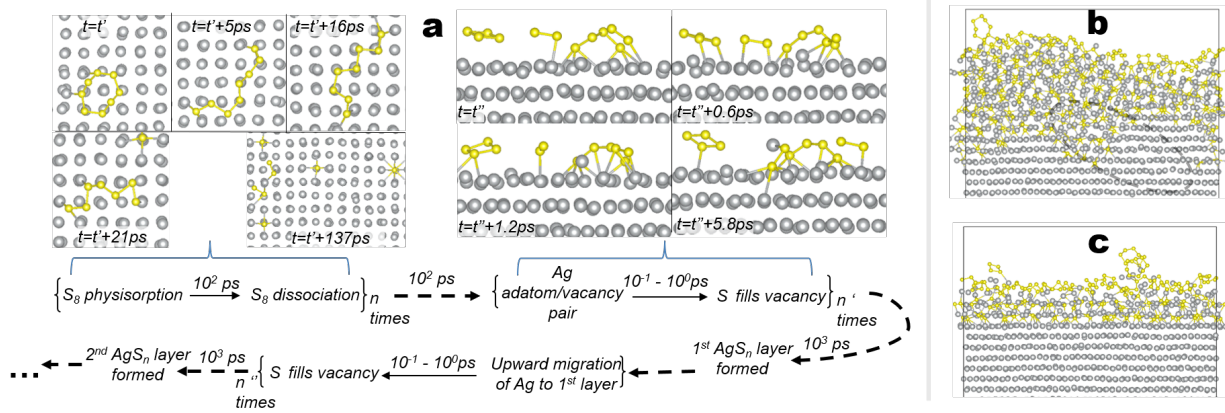 t=t'
t=t'+5ps
t=t'+16ps
t=t'+21ps
t=t'+137ps
a
t=t"
t=t"+0.6ps
t=t"+1.2ps
t=t"+5.8ps
{S8 physisorption
10² ps
S8 dissociation}n
times
10² ps
{Ag
adatom/vacancy
pair
10⁻¹ - 10⁰ps
S fills vacancy}n '
times
10³ ps
1st AgSn layer
formed
Upward migration
of Ag to 1st layer}
10⁻¹ - 10⁰ps
n '' { S fills vacancy
times
10³ ps
2nd AgSn layer
formed
...
b
c